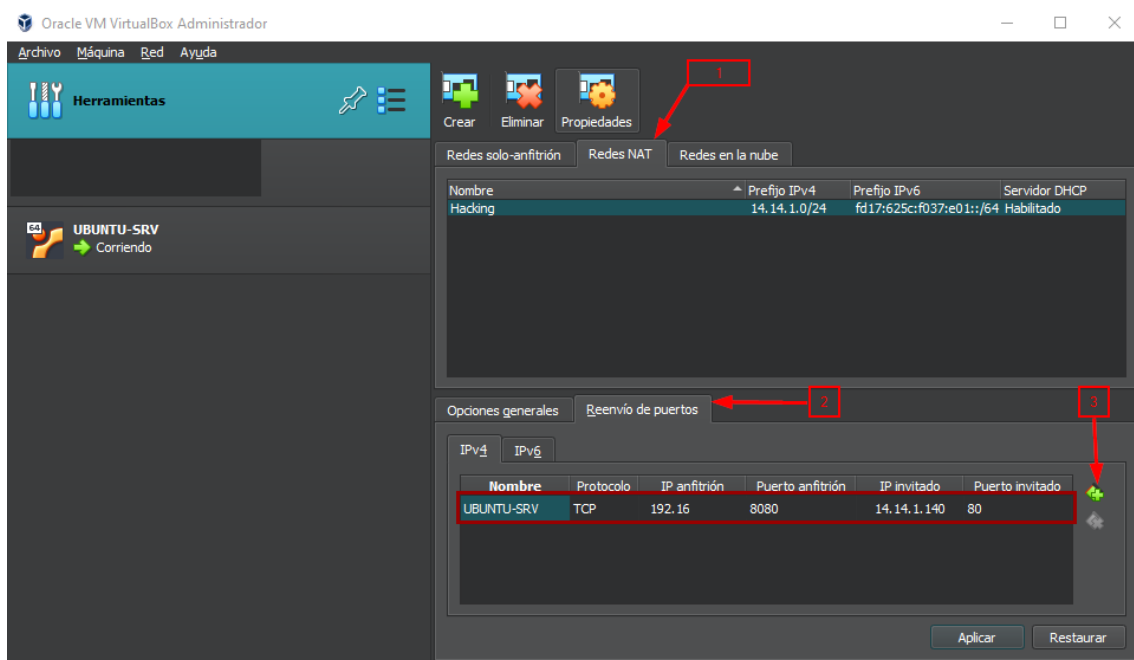 Oracle VM VirtualBox Administrador
Archivo Máquina Red Ayuda
Herramientas
64
UBUNTU-SRV
Corriendo
1
Crear Eliminar Propiedades
Redes solo-anfitrión Redes NAT Redes en la nube
Nombre Prefijo IPv4 Prefijo IPv6 Servidor DHCP
Hacking 14.14.1.0/24 fd17:625c:f037:e01::/64 Habilitado
Opciones generales Reenvío de puertos 2 3
IPv4 IPv6
Nombre Protocolo IP anfitrión Puerto anfitrión IP invitado Puerto invitado
UBUNTU-SRV TCP 192.16 8080 14.14.1.140 80
Aplicar Restaurar